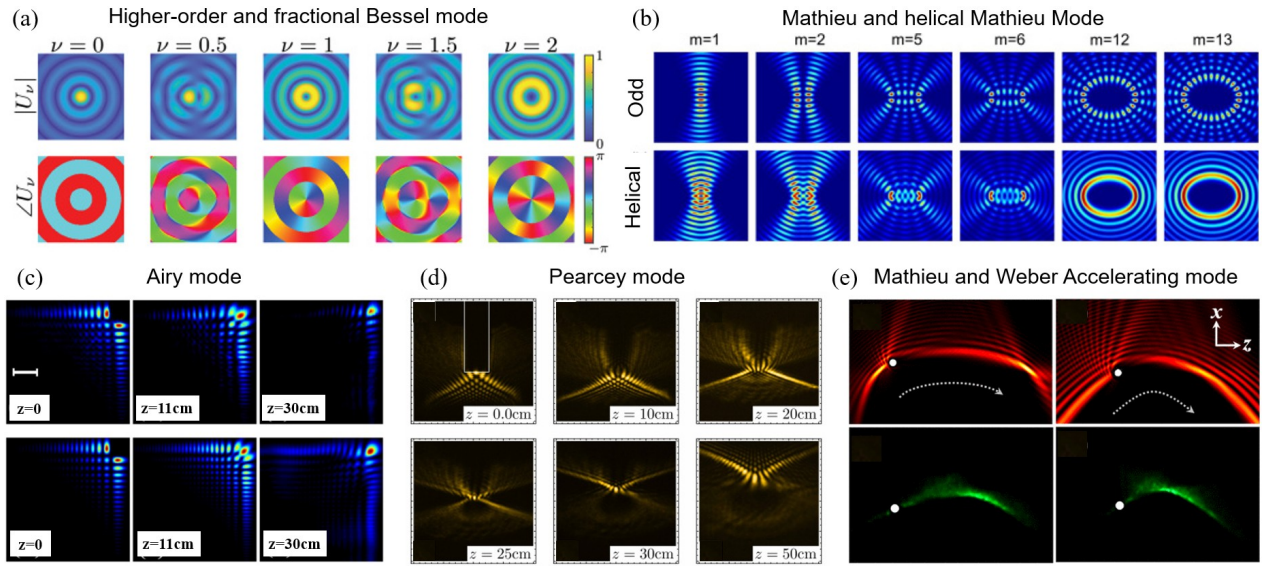 (a)
Higher-order and fractional Bessel mode
ν = 0
ν = 0.5
ν = 1
ν = 1.5
ν = 2
|Uν|
1
0
∠Uν
π
−π
(b)
Mathieu and helical Mathieu Mode
m=1
m=2
m=5
m=6
m=12
m=13
Odd
Helical
(c)
Airy mode
z=0
z=11cm
z=30cm
z=0
z=11cm
z=30cm
(d)
Pearcey mode
z = 0.0cm
z = 10cm
z = 20cm
z = 25cm
z = 30cm
z = 50cm
(e)
Mathieu and Weber Accelerating mode
x
z